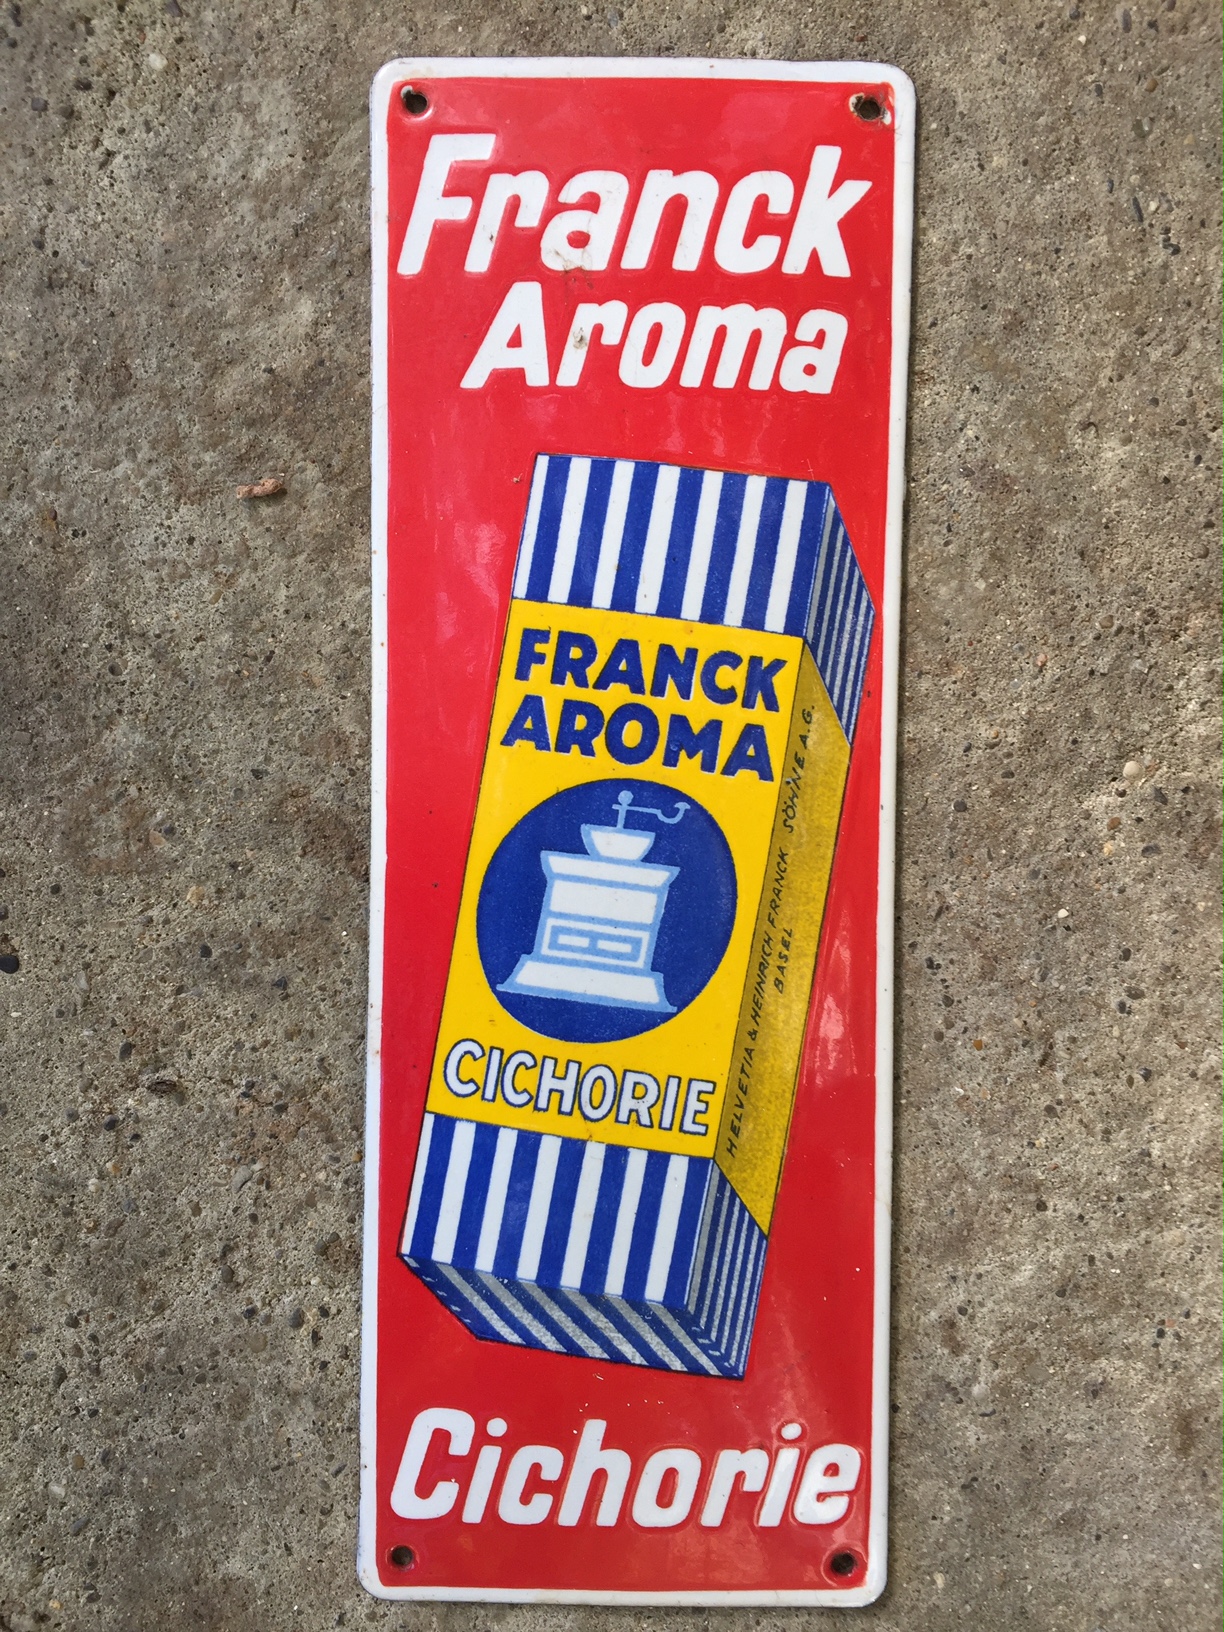 Franck
Aroma
FRANCK
AROMA
CICHORIE
HELVETIA & HEINRICH FRANCK SÖHNE A.G.
BASEL
Cichorie